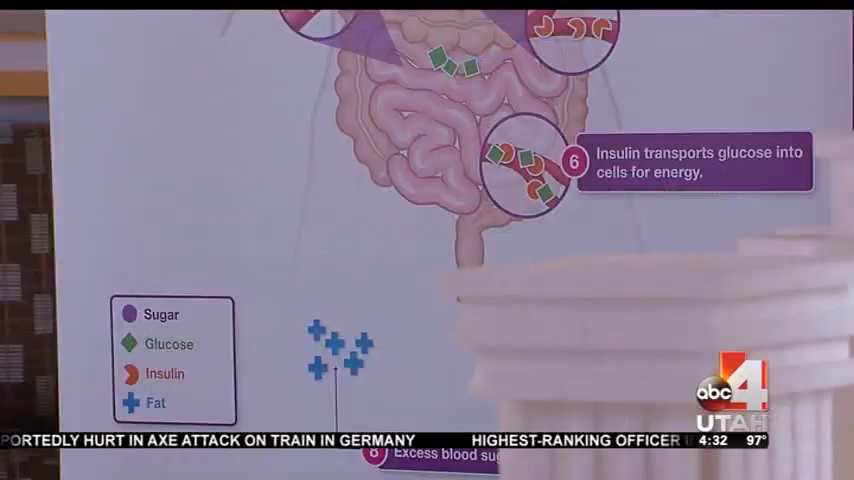 6 Insulin transports glucose into
cells for energy.
Sugar
Glucose
Insulin
Fat
abc 4
UTAH
PORTEDLY HURT IN AXE ATTACK ON TRAIN IN GERMANY HIGHEST-RANKING OFFICER 4:32 97°
8 Excess blood